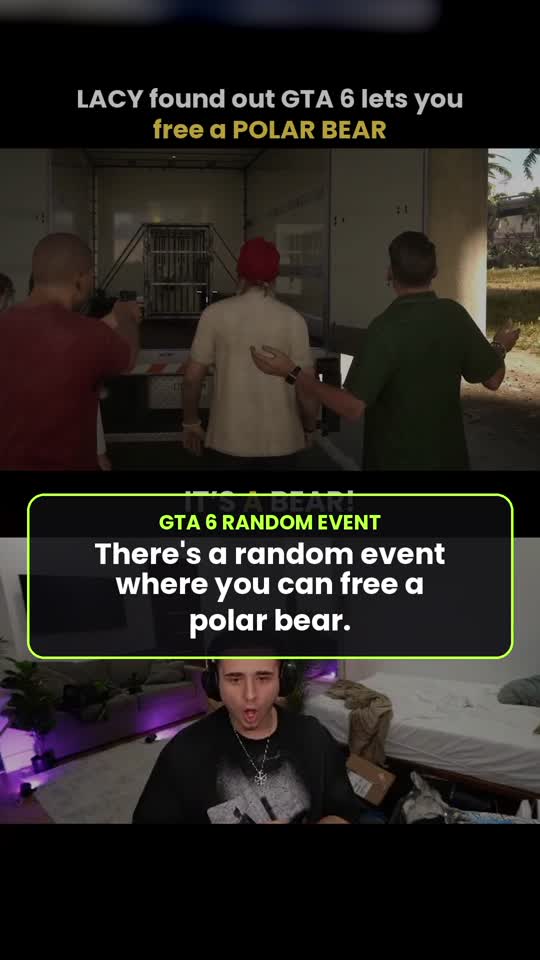 LACY found out GTA 6 lets you
free a POLAR BEAR
IT'S A BEAR!
GTA 6 RANDOM EVENT
There's a random event
where you can free a
polar bear.